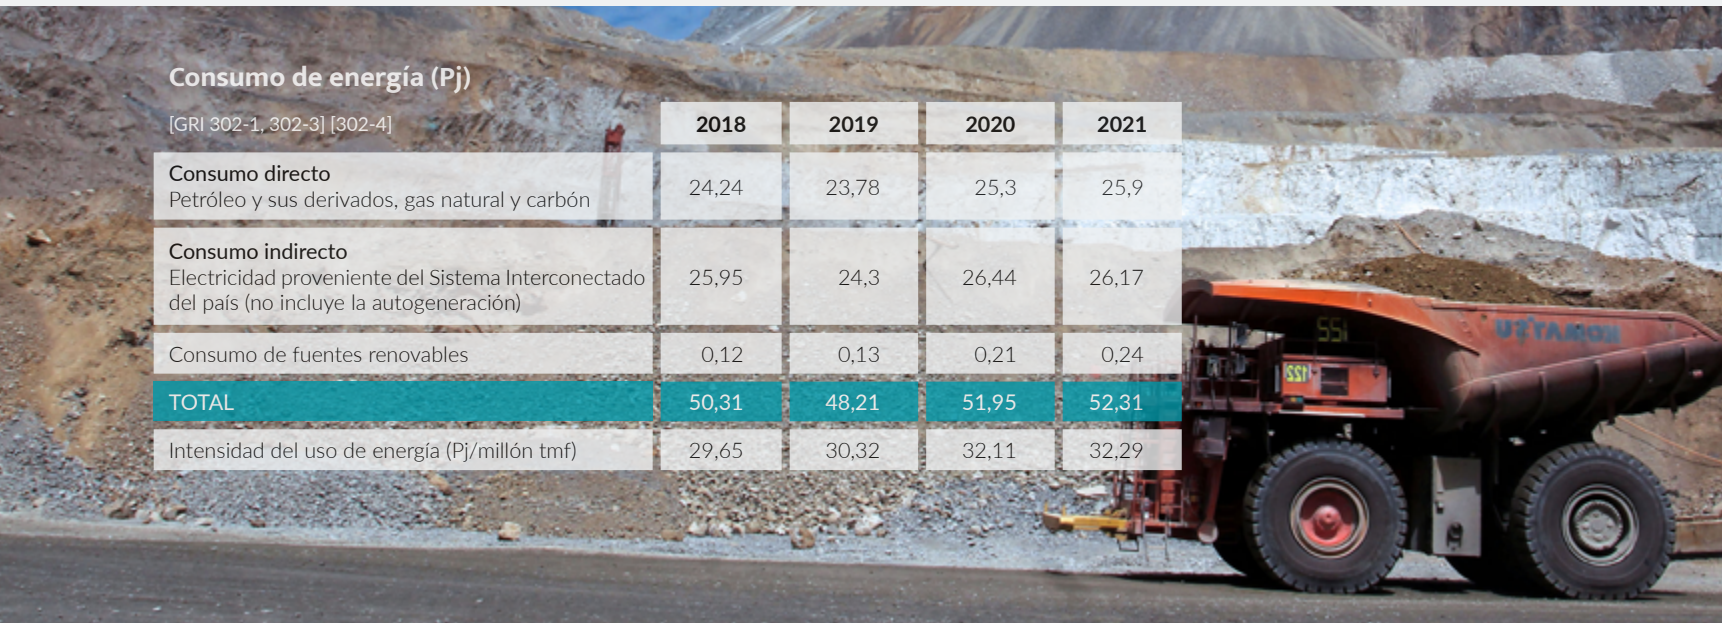 Consumo de energía (Pj)
[GRI 302-1, 302-3] [302-4] 2018 2019 2020 2021
Consumo directo
Petróleo y sus derivados, gas natural y carbón 24,24 23,78 25,3 25,9
Consumo indirecto
Electricidad proveniente del Sistema Interconectado
del país (no incluye la autogeneración) 25,95 24,3 26,44 26,17
Consumo de fuentes renovables 0,12 0,13 0,21 0,24
TOTAL 50,31 48,21 51,95 52,31
Intensidad del uso de energía (Pj/millón tmf) 29,65 30,32 32,11 32,29
KOMATSU
122